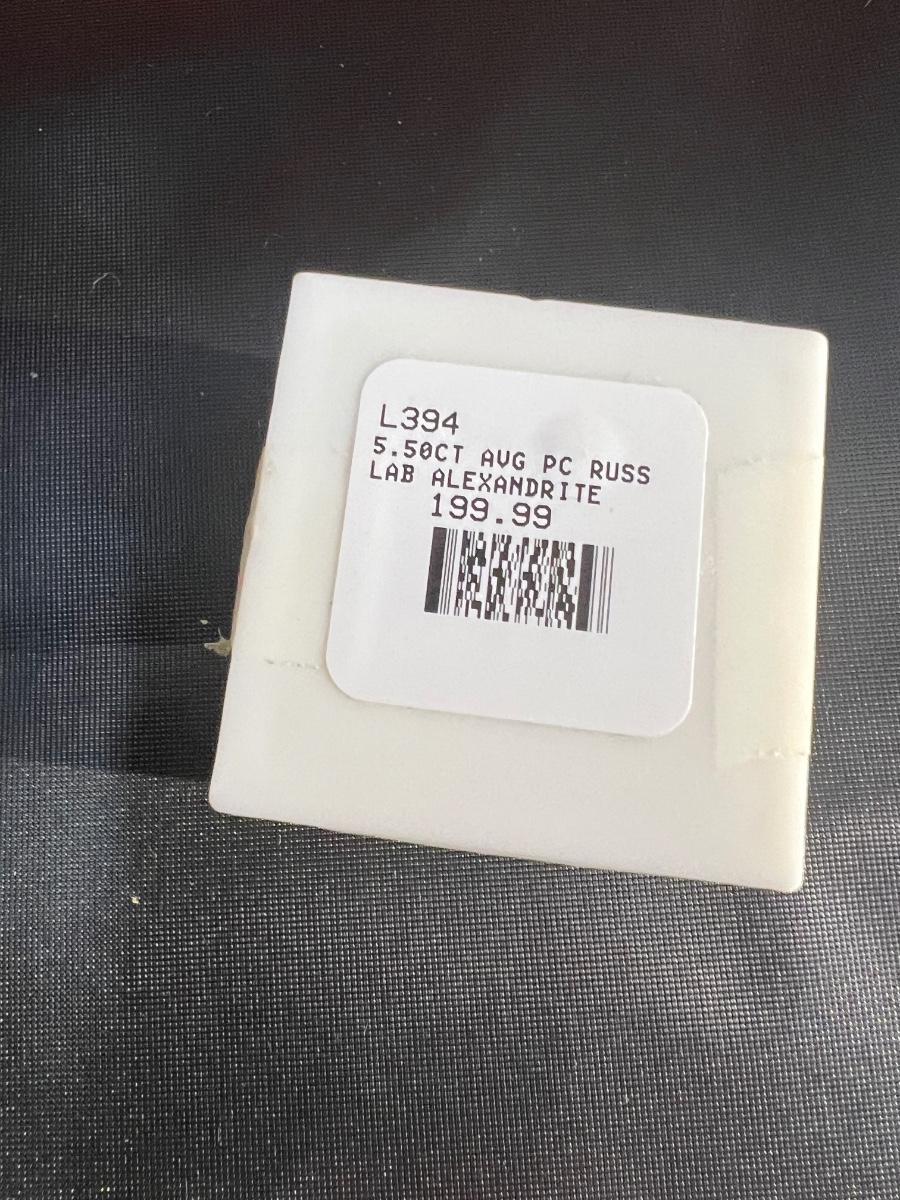 L394
5.50CT AVG PC RUSS
LAB ALEXANDRITE
199.99